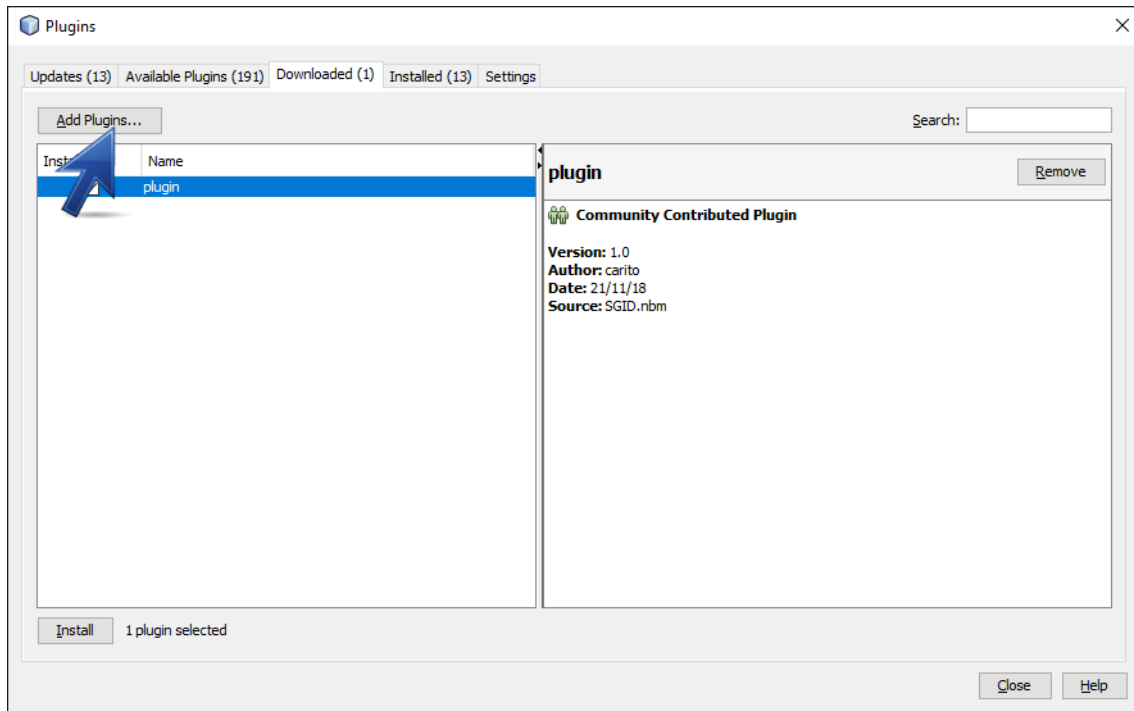 Plugins
Updates (13) Available Plugins (191) Downloaded (1) Installed (13) Settings
Add Plugins... Search:
Name
plugin
plugin Remove
Community Contributed Plugin
Version: 1.0
Author: carito
Date: 21/11/18
Source: SGID.nbm
Install 1 plugin selected
Close Help